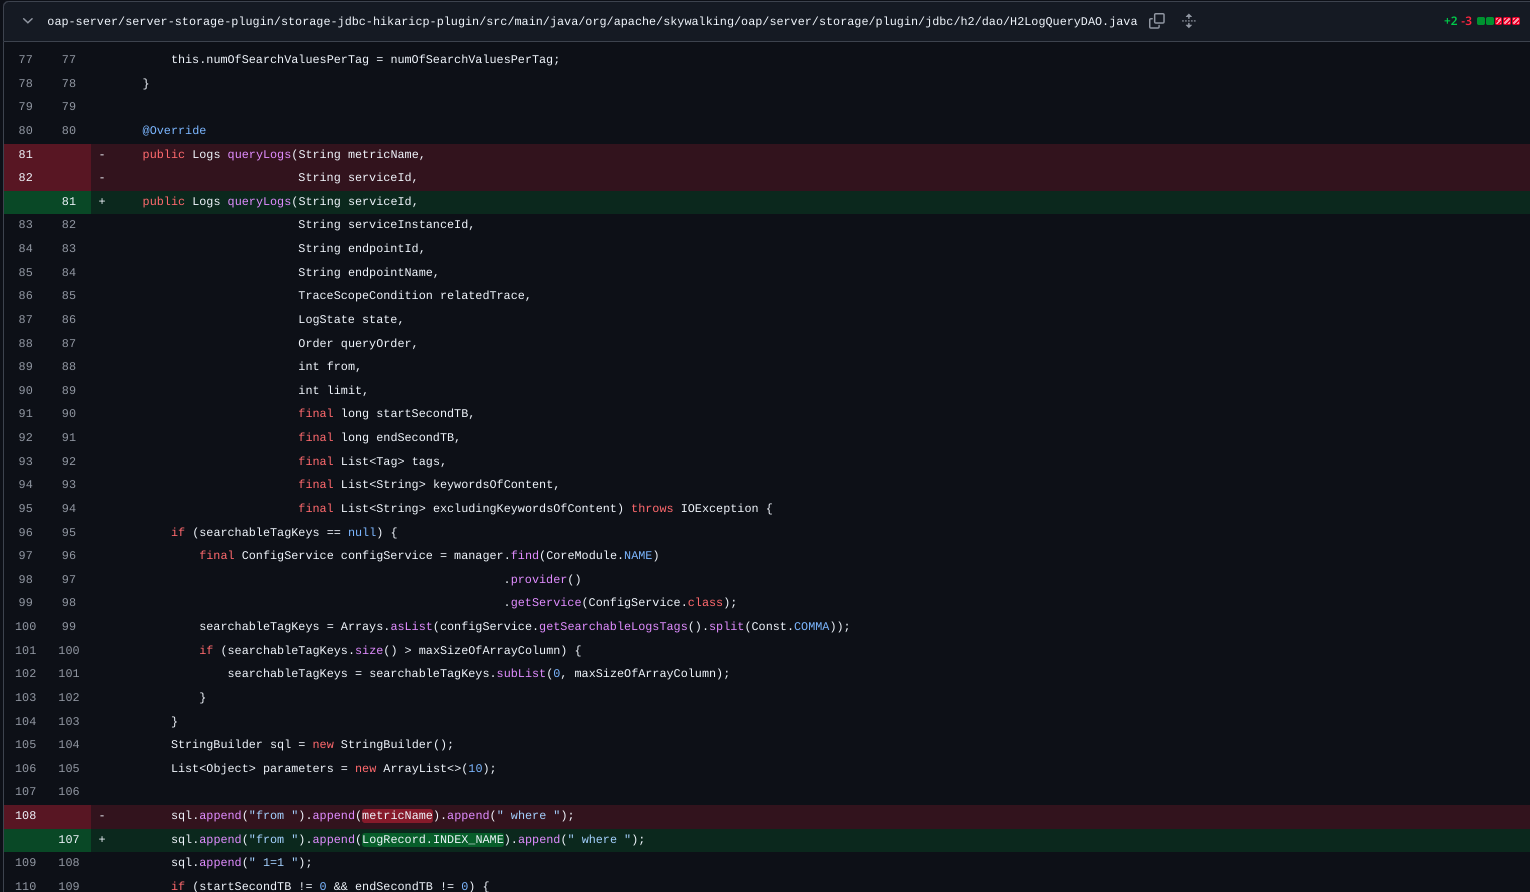 oap-server/server-storage-plugin/storage-jdbc-hikaricp-plugin/src/main/java/org/apache/skywalking/oap/server/storage/plugin/jdbc/h2/dao/H2LogQueryDAO.java +2 -3
77 77 this.numOfSearchValuesPerTag = numOfSearchValuesPerTag;
78 78 }
79 79
80 80 @Override
81 - public Logs queryLogs(String metricName,
82 - String serviceId,
81 + public Logs queryLogs(String serviceId,
83 82 String serviceInstanceId,
84 83 String endpointId,
85 84 String endpointName,
86 85 TraceScopeCondition relatedTrace,
87 86 LogState state,
88 87 Order queryOrder,
89 88 int from,
90 89 int limit,
91 90 final long startSecondTB,
92 91 final long endSecondTB,
93 92 final List<Tag> tags,
94 93 final List<String> keywordsOfContent,
95 94 final List<String> excludingKeywordsOfContent) throws IOException {
96 95 if (searchableTagKeys == null) {
97 96 final ConfigService configService = manager.find(CoreModule.NAME)
98 97 .provider()
99 98 .getService(ConfigService.class);
100 99 searchableTagKeys = Arrays.asList(configService.getSearchableLogsTags().split(Const.COMMA));
101 100 if (searchableTagKeys.size() > maxSizeOfArrayColumn) {
102 101 searchableTagKeys = searchableTagKeys.subList(0, maxSizeOfArrayColumn);
103 102 }
104 103 }
105 104 StringBuilder sql = new StringBuilder();
106 105 List<Object> parameters = new ArrayList<>(10);
107 106
108 - sql.append("from ").append(metricName).append(" where ");
107 + sql.append("from ").append(LogRecord.INDEX_NAME).append(" where ");
109 108 sql.append(" 1=1 ");
110 109 if (startSecondTB != 0 && endSecondTB != 0) {